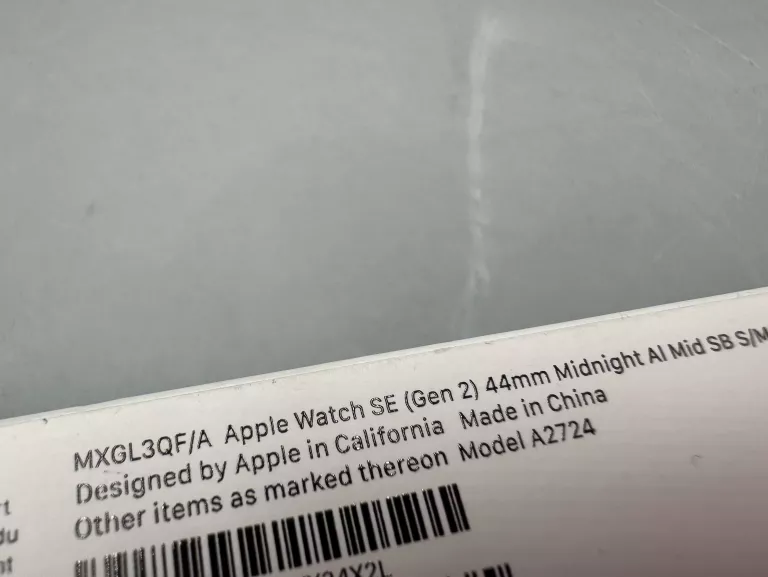 MXGL3QF/A Apple Watch SE (Gen 2) 44mm Midnight Al Mid SB S/M
Designed by Apple in California Made in China
Other items as marked thereon Model A2724